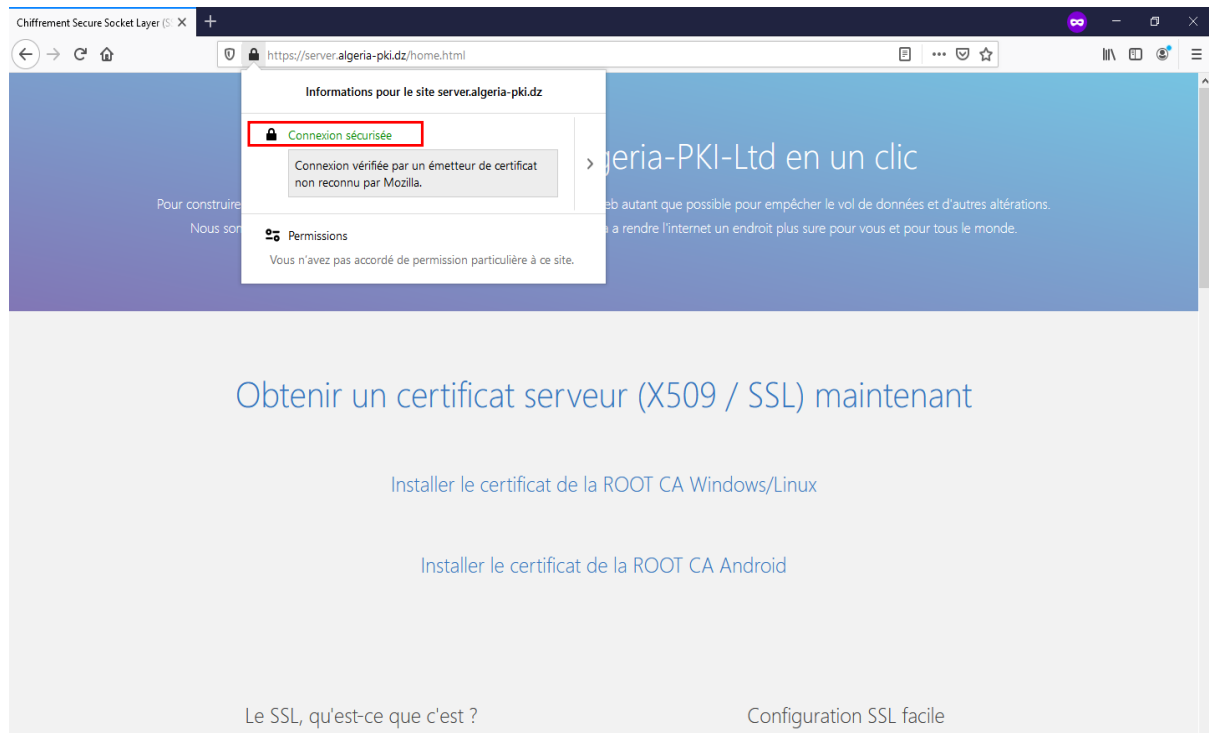 Chiffrement Secure Socket Layer (S
https://server.algeria-pki.dz/home.html
Informations pour le site server.algeria-pki.dz
Connexion sécurisée
Connexion vérifiée par un émetteur de certificat
non reconnu par Mozilla.
Permissions
Vous n'avez pas accordé de permission particulière à ce site.
geria-PKI-Ltd en un clic
Pour construire
eb autant que possible pour empêcher le vol de données et d'autres altérations.
Nous son
a rendre l'internet un endroit plus sure pour vous et pour tous le monde.
Obtenir un certificat serveur (X509 / SSL) maintenant
Installer le certificat de la ROOT CA Windows/Linux
Installer le certificat de la ROOT CA Android
Le SSL, qu'est-ce que c'est ?
Configuration SSL facile